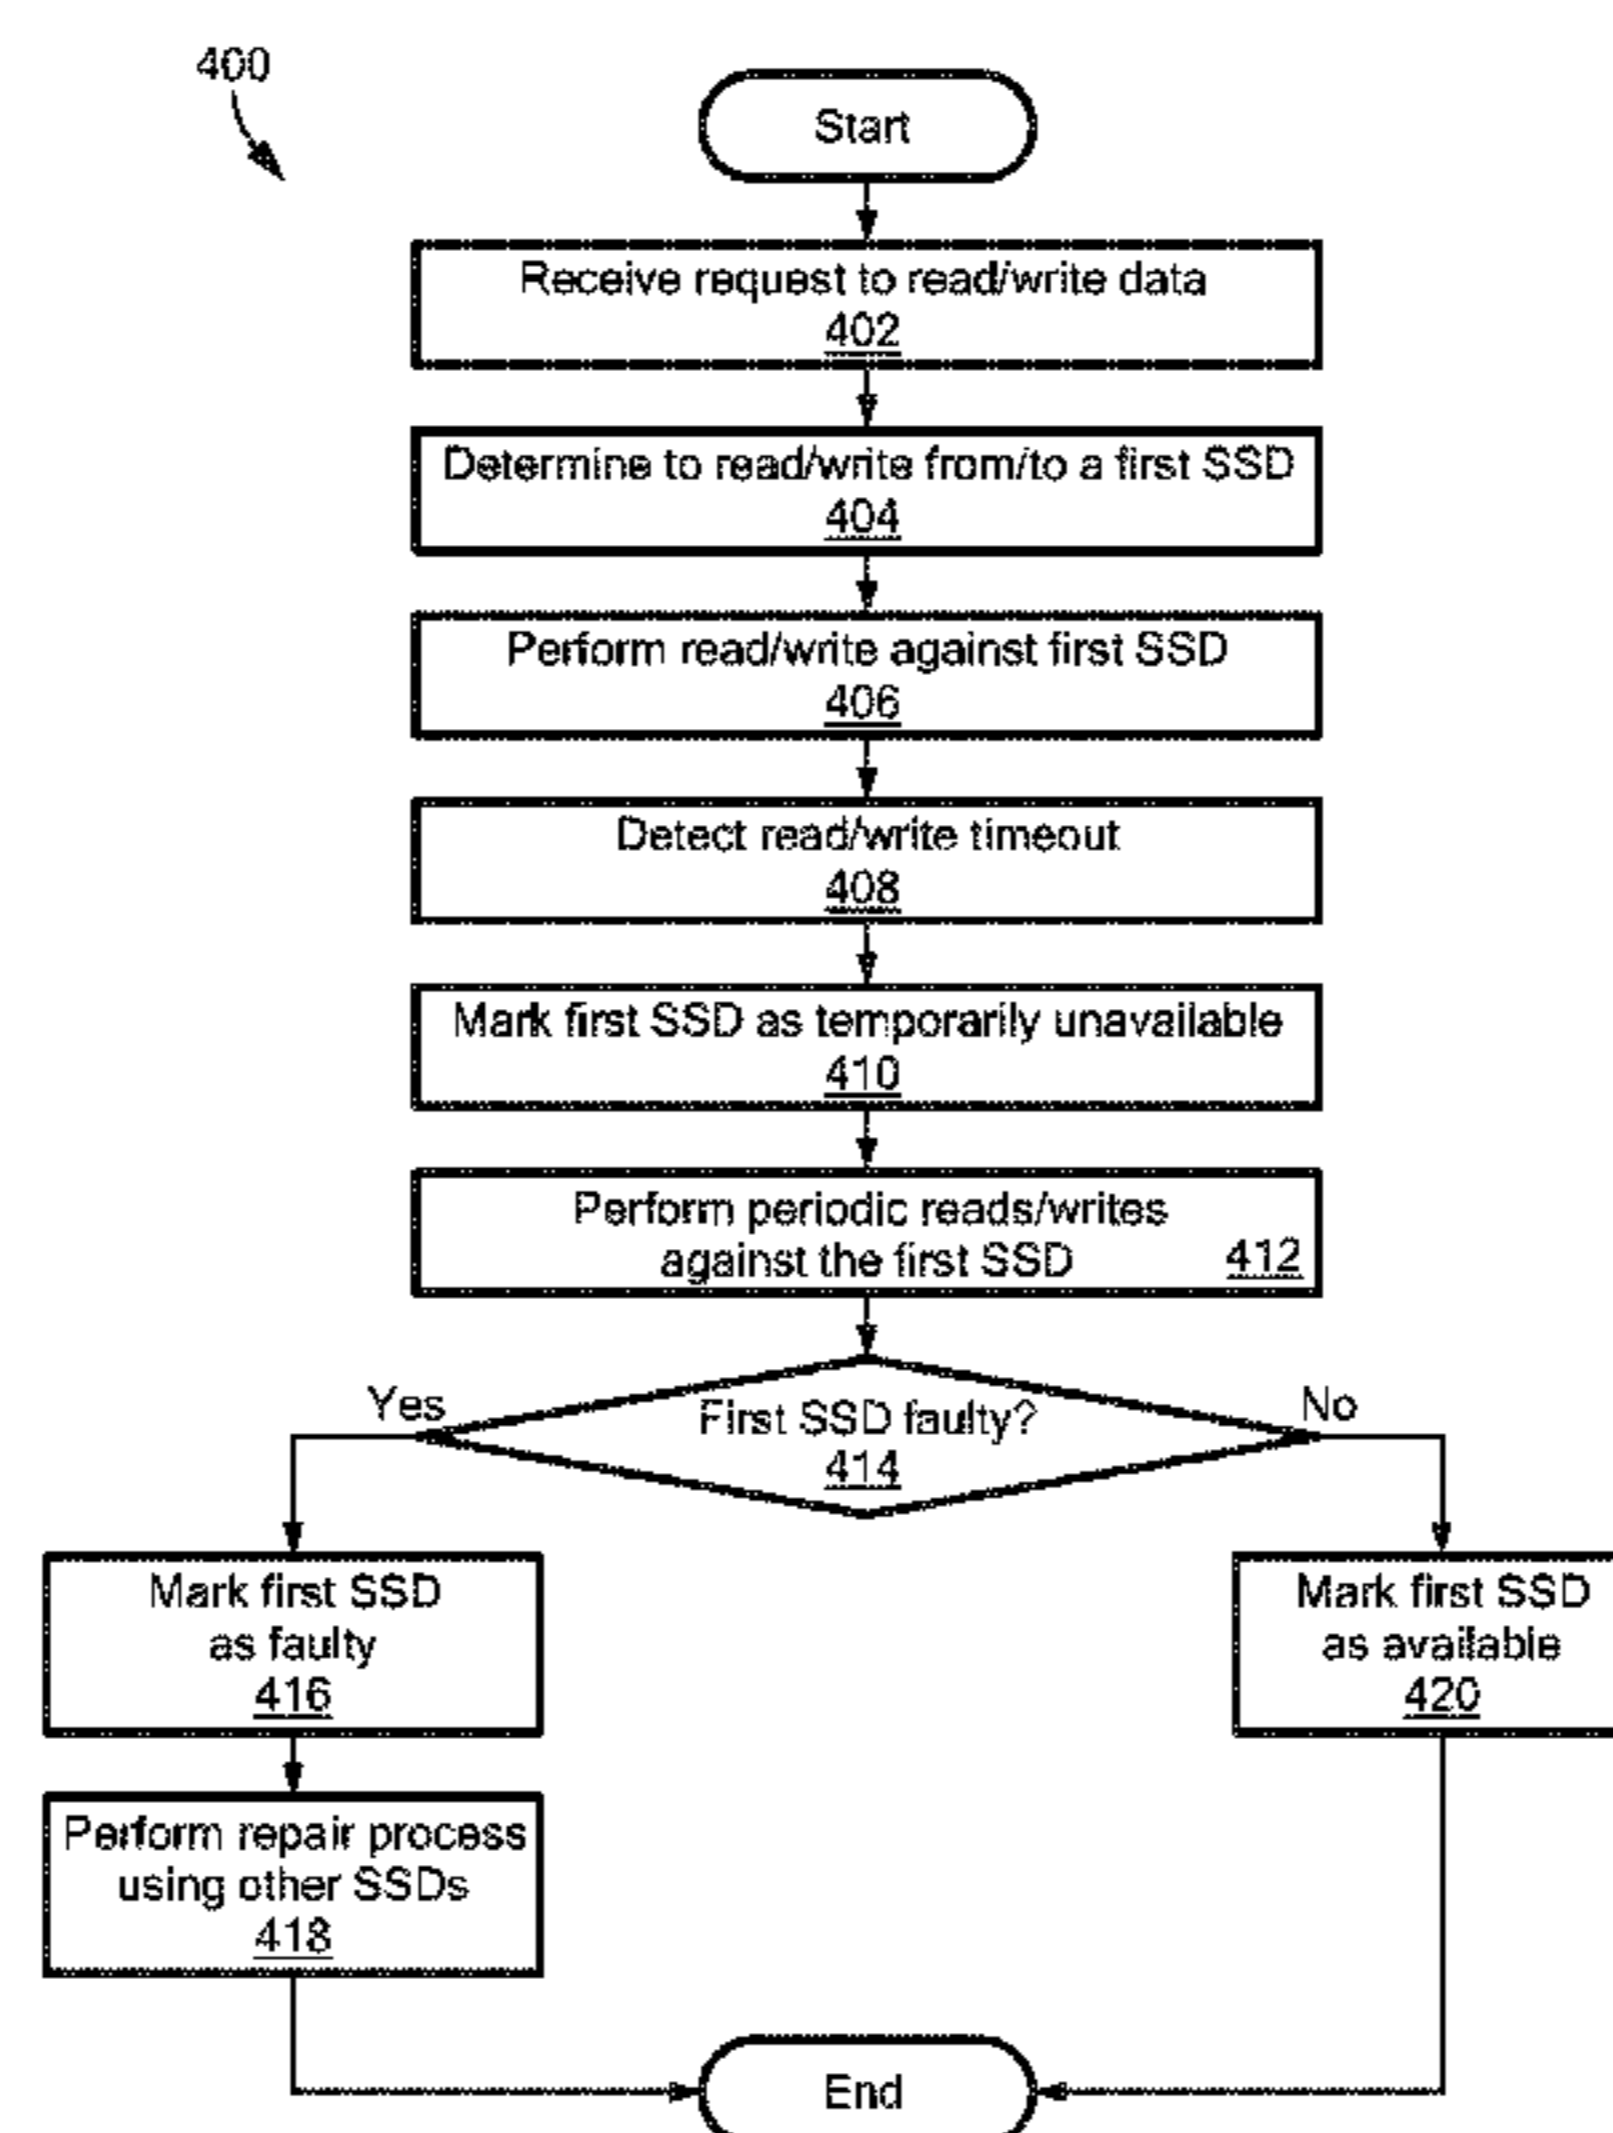 400
Start
Receive request to read/write data
402
Determine to read/write from/to a first SSD
404
Perform read/write against first SSD
406
Detect read/write timeout
408
Mark first SSD as temporarily unavailable
410
Perform periodic reads/writes
against the first SSD
412
Yes
First SSD faulty?
414
No
Mark first SSD
as faulty
416
Mark first SSD
as available
420
Perform repair process
using other SSDs
418
End